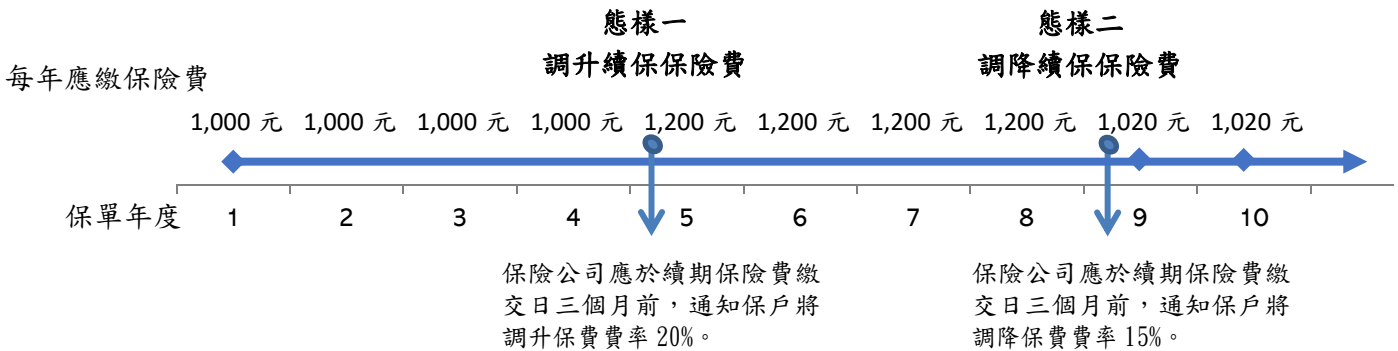 態樣一
調升續保保險費
態樣二
調降續保保險費
每年應繳保險費
1,000 元 1,000 元 1,000 元 1,000 元 1,200 元 1,200 元 1,200 元 1,200 元 1,020 元 1,020 元
保單年度 1 2 3 4 5 6 7 8 9 10
保險公司應於續期保險費繳
交日三個月前，通知保戶將
調升保費費率 20%。
保險公司應於續期保險費繳
交日三個月前，通知保戶將
調降保費費率 15%。